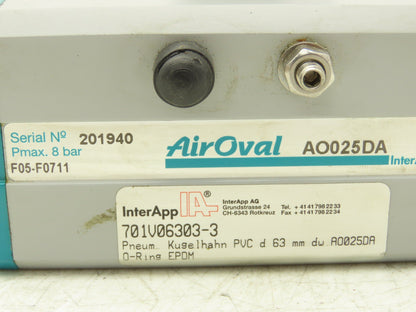 Serial Nº 201940
Pmax. 8 bar
F05-F0711
AirOval
AO025DA
InterApp IA
InterApp AG
Grundstrasse 24
CH-6343 Rotkreuz
Tel. +41 41 798 22 33
Fax +41 41 798 22 34
701V06303-3
Pneum. Kugelhahn PVC d 63 mm dw AO025DA
O-Ring EPDM